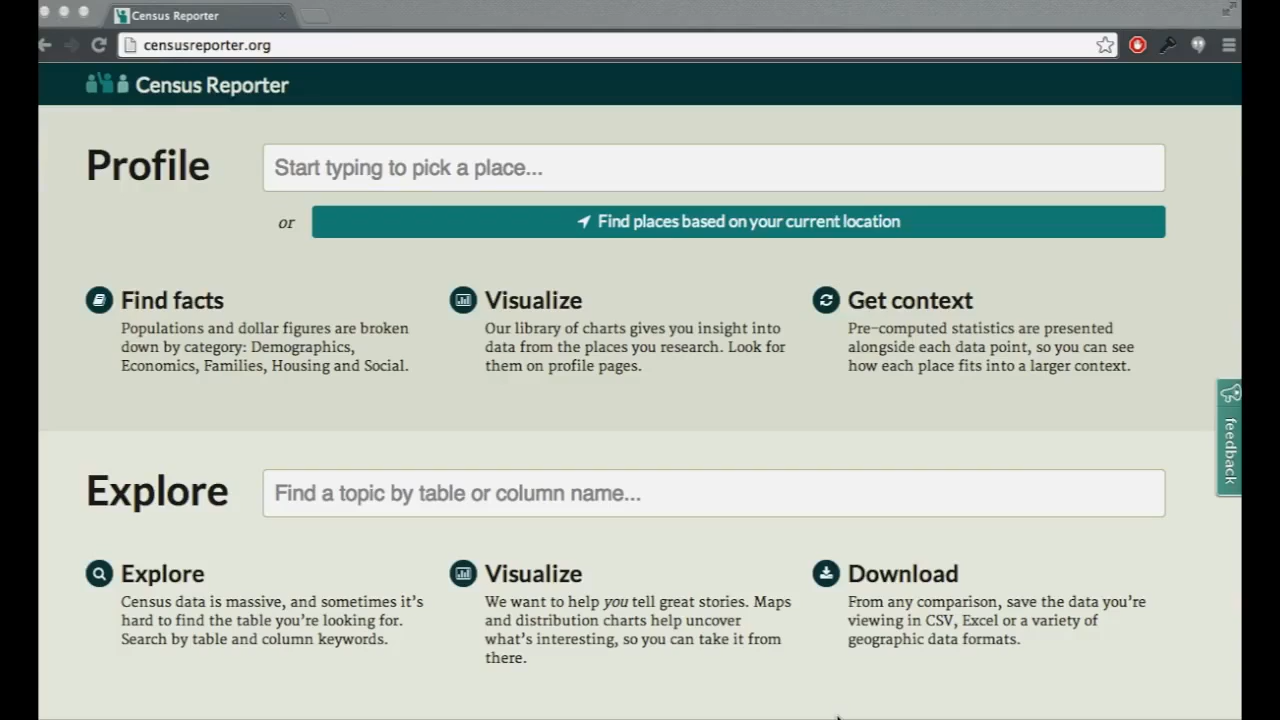 Census Reporter
censusreporter.org
Census Reporter
Profile
Start typing to pick a place...
or
Find places based on your current location
Find facts
Populations and dollar figures are broken
down by category: Demographics,
Economics, Families, Housing and Social.
Visualize
Our library of charts gives you insight into
data from the places you research. Look for
them on profile pages.
Get context
Pre-computed statistics are presented
alongside each data point, so you can see
how each place fits into a larger context.
feedback
Explore
Find a topic by table or column name...
Explore
Census data is massive, and sometimes it's
hard to find the table you're looking for.
Search by table and column keywords.
Visualize
We want to help you tell great stories. Maps
and distribution charts help uncover
what's interesting, so you can take it from
there.
Download
From any comparison, save the data you're
viewing in CSV, Excel or a variety of
geographic data formats.